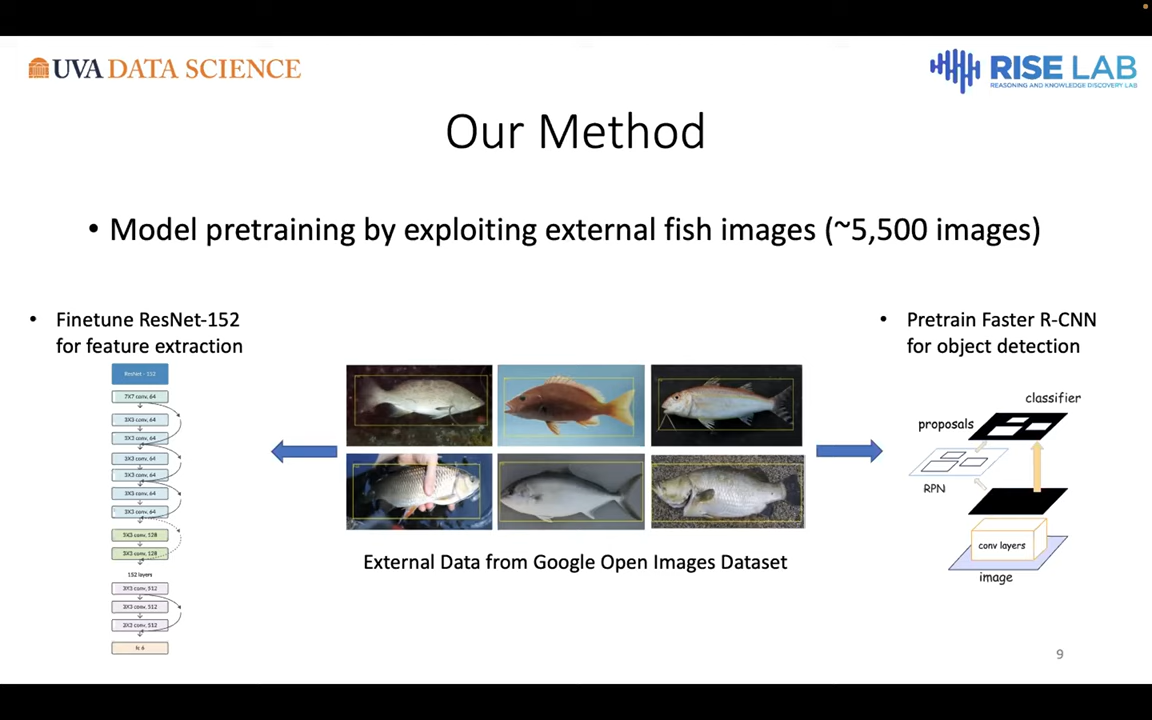 UVA DATA SCIENCE
RISE LAB
REASONING AND KNOWLEDGE DISCOVERY LAB
Our Method
• Model pretraining by exploiting external fish images (~5,500 images)
• Finetune ResNet-152
for feature extraction
ResNet - 152
7X7 conv, 64
3X3 conv, 64
3X3 conv, 64
3X3 conv, 64
3X3 conv, 64
3X3 conv, 64
3X3 conv, 64
3X3 conv, 128
3X3 conv, 128
152 layers
3X3 conv, 512
3X3 conv, 512
3X3 conv, 512
fc 6
External Data from Google Open Images Dataset
• Pretrain Faster R-CNN
for object detection
classifier
proposals
RPN
conv layers
image
9